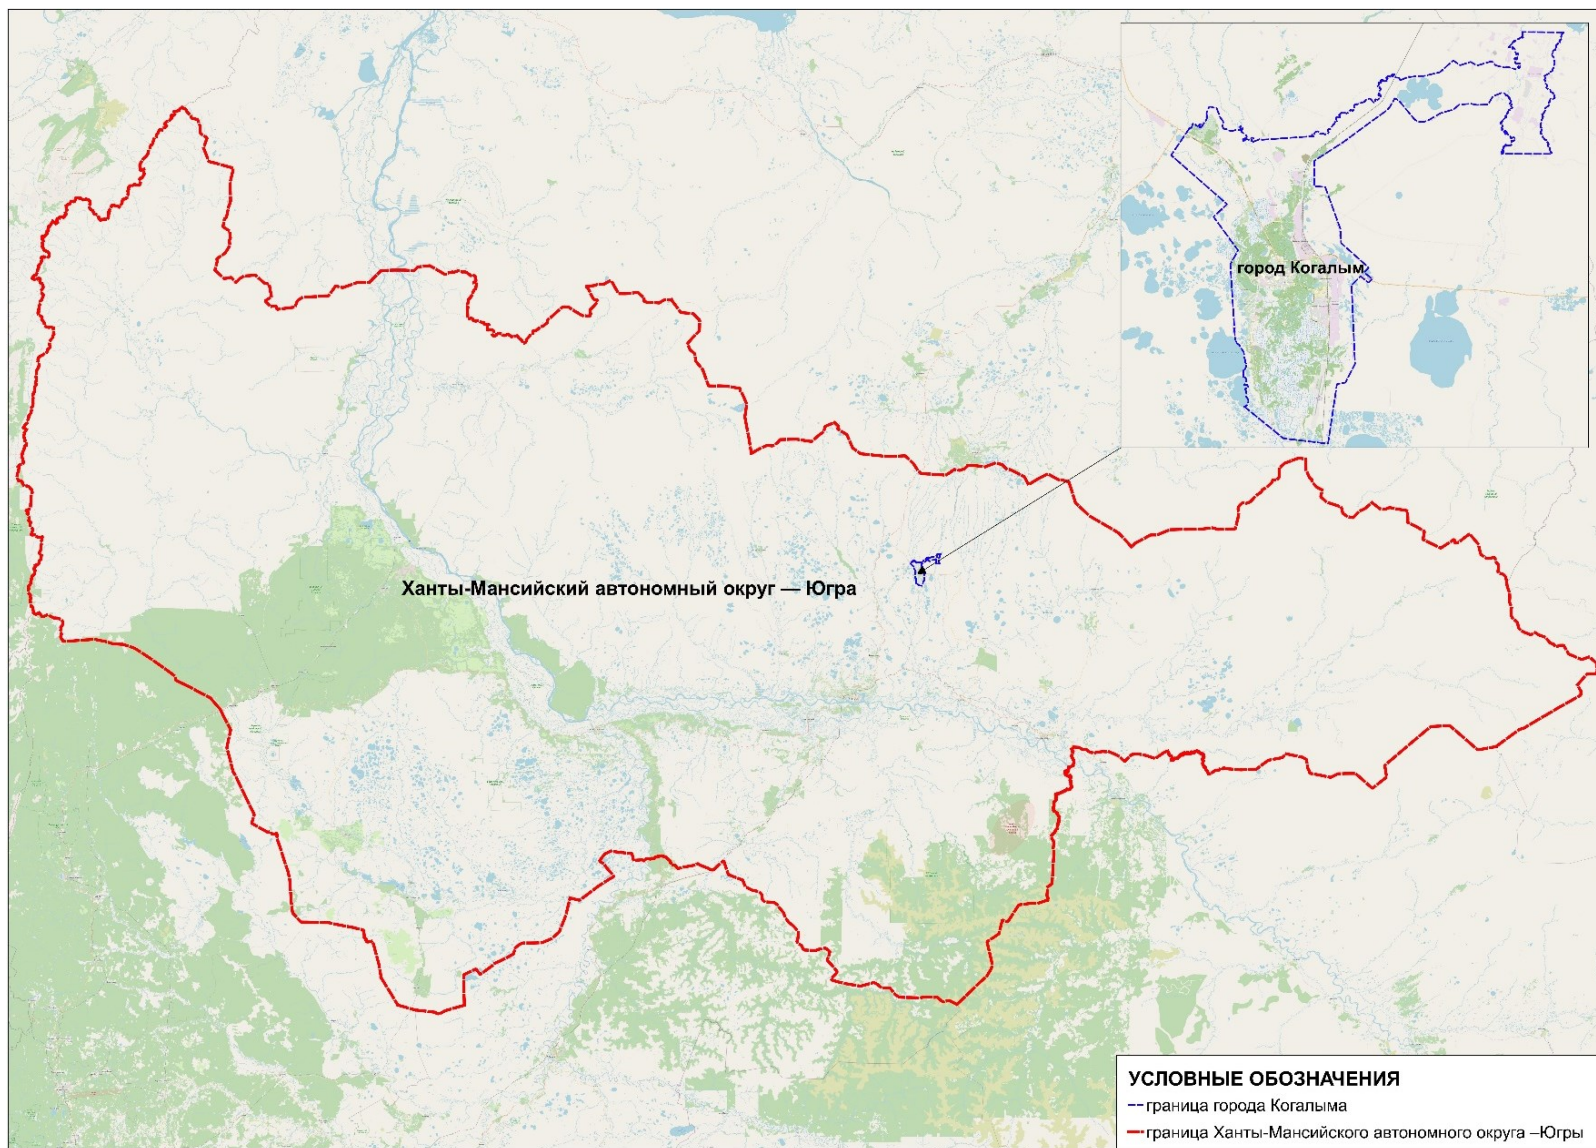 город Когалым
Ханты-Мансийский автономный округ — Югра
УСловНЫЕ ОБОЗНАЧЕНИЯ
граница города Когалыма
граница Ханты-Мансийского автономного округа –Югры